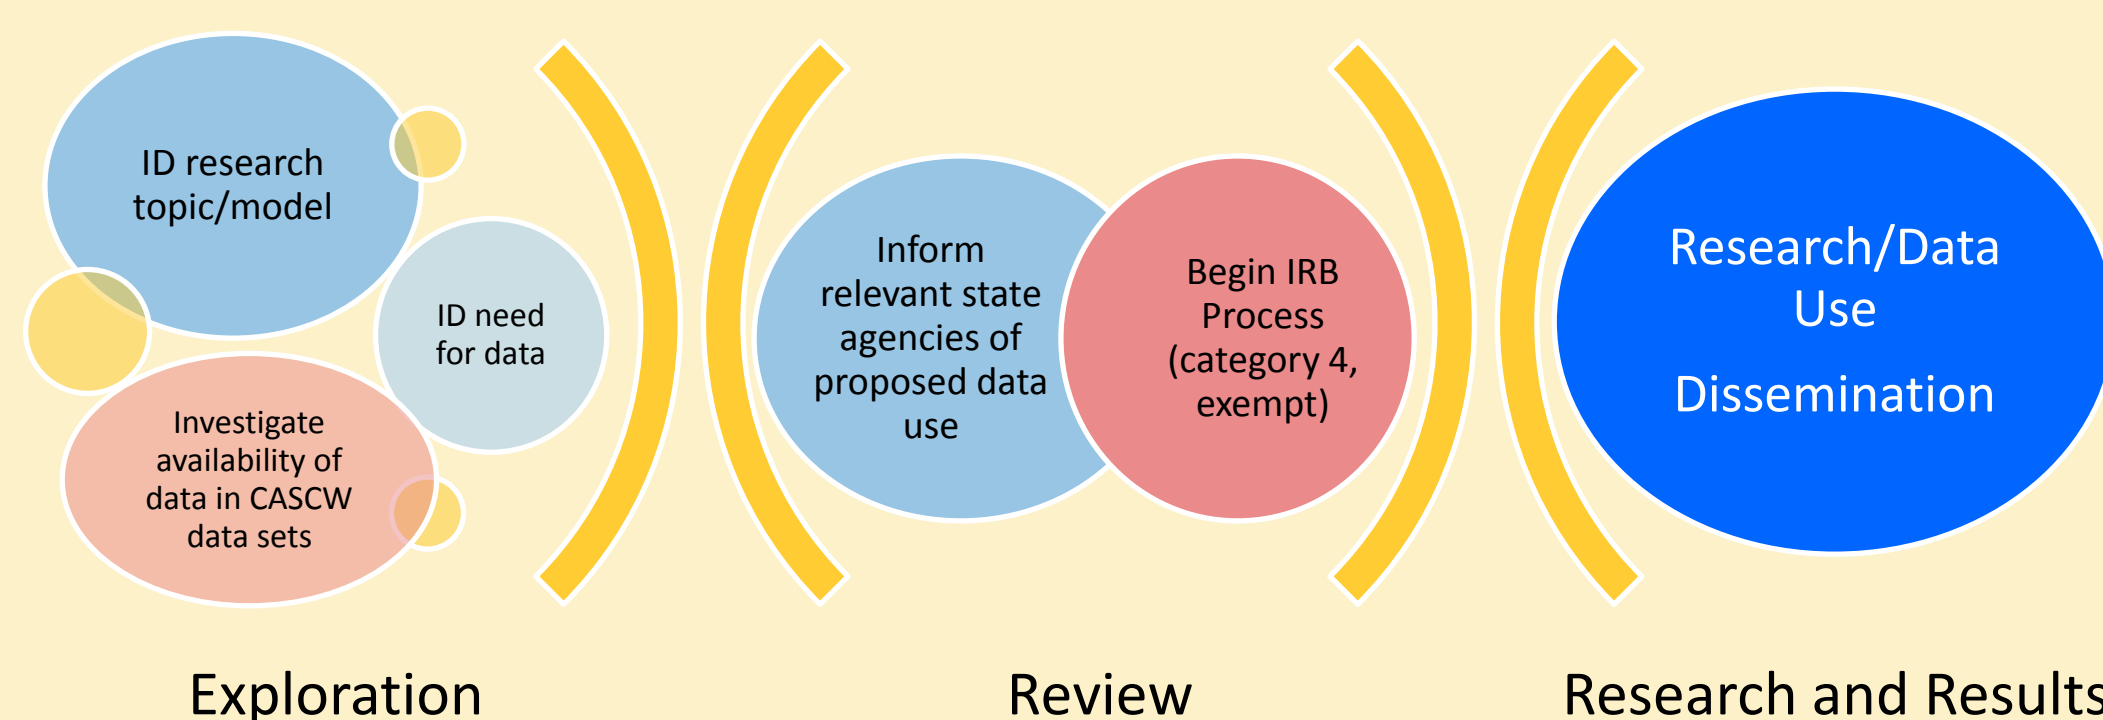 ID research
topic/model
ID need
for data
Investigate
availability of
data in CASCW
data sets
Inform
relevant state
agencies of
proposed data
use
Begin IRB
Process
(category 4,
exempt)
Research/Data
Use
Dissemination
Exploration
Review
Research and Results